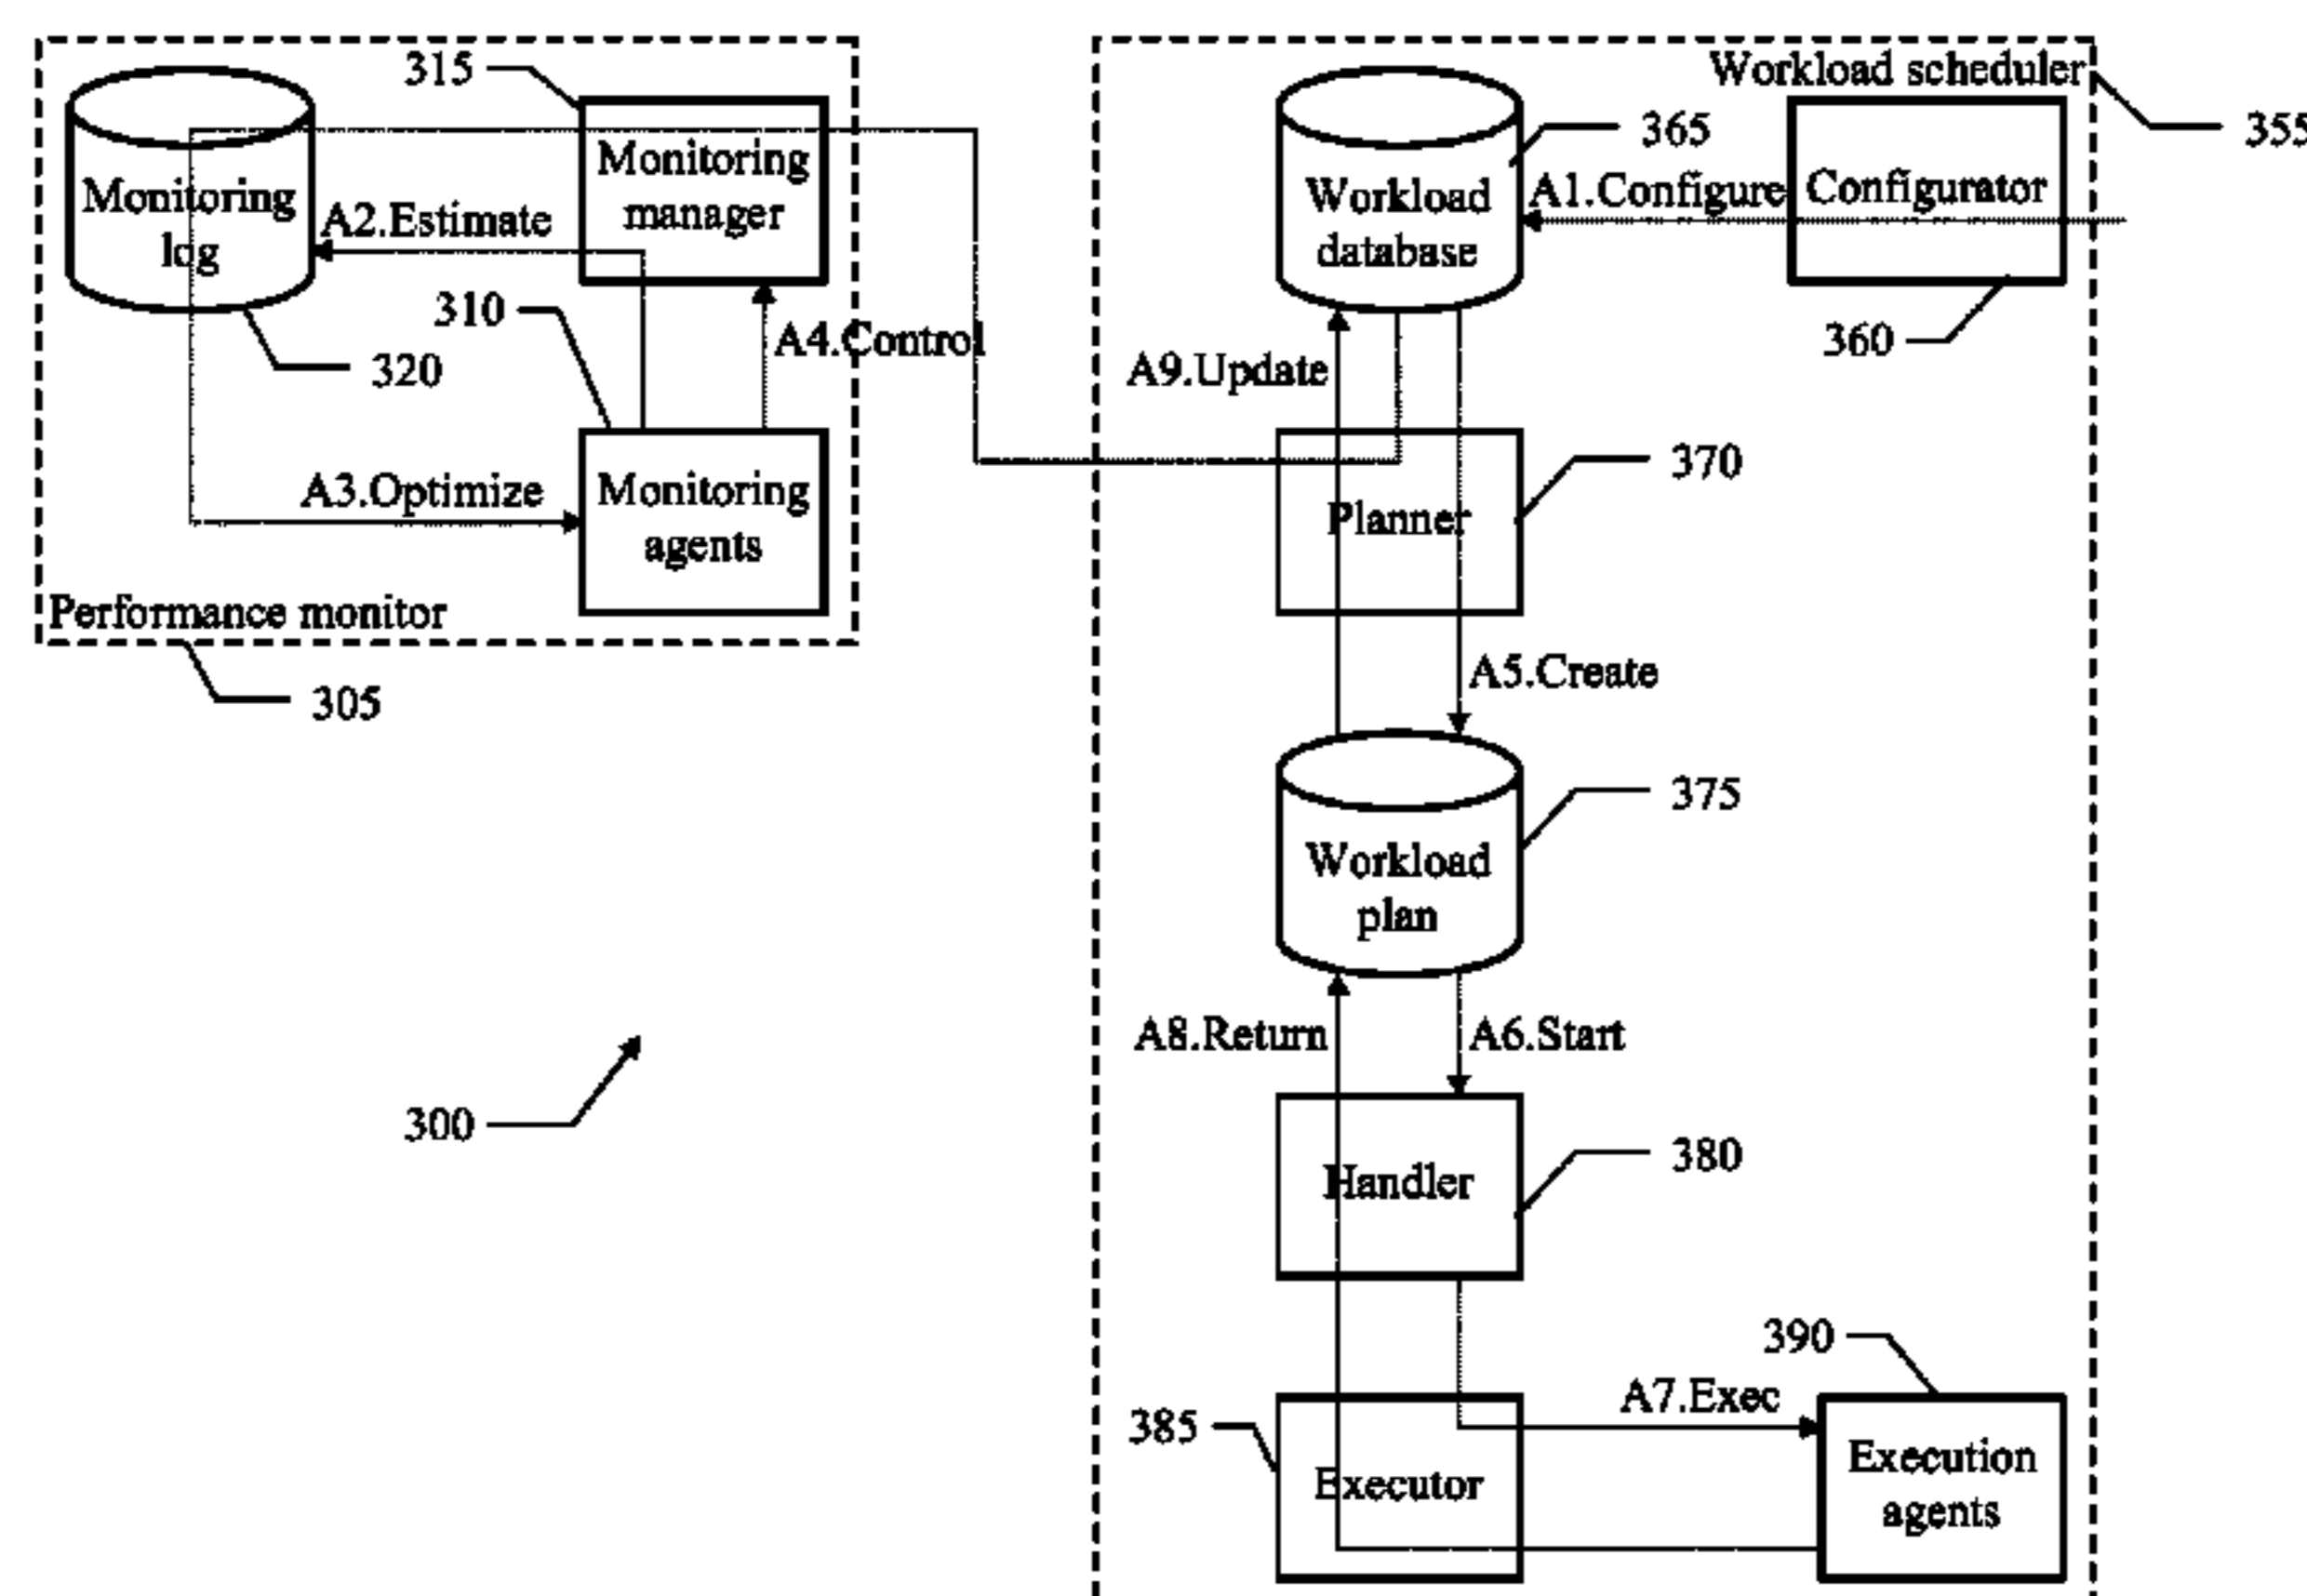 315
Workload scheduler
355
365
Monitoring
manager
Monitoring
log
A2.Estimate
Workload
database
A1.Configure
Configurator
310
320
A4.Control
A9.Update
360
A3.Optimize
Monitoring
agents
370
Planner
Performance monitor
305
A5.Create
375
Workload
plan
A8.Return
A6.Start
300
380
Handler
390
385
A7.Exec
Executor
Execution
agents